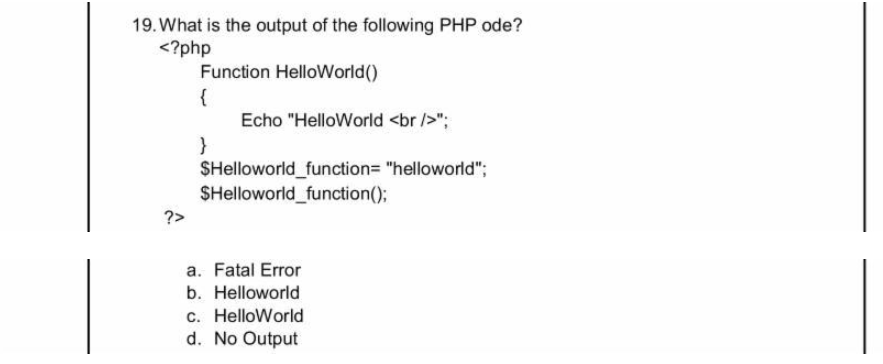 19. What is the output of the following PHP ode?
<?php
Function HelloWorld()
{
Echo "HelloWorld <br />";
}
$Helloworld_function= "helloworld";
$Helloworld_function();
?>
a. Fatal Error
b. Helloworld
c. HelloWorld
d. No Output